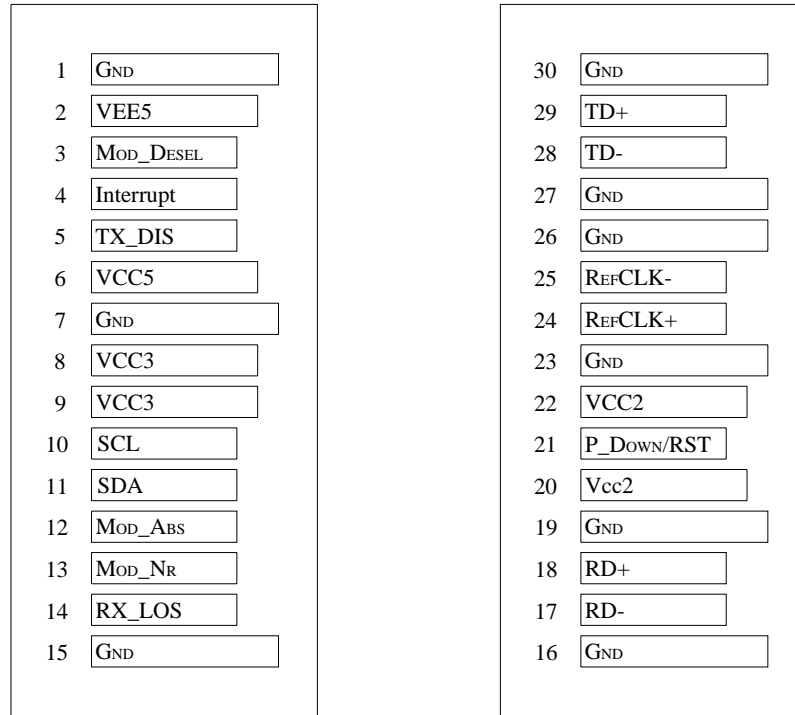 1 GND
2 VEE5
3 MOD_DESEL
4 Interrupt
5 TX_DIS
6 VCC5
7 GND
8 VCC3
9 VCC3
10 SCL
11 SDA
12 MOD_ABS
13 MOD_NR
14 RX_LOS
15 GND
30 GND
29 TD+
28 TD-
27 GND
26 GND
25 REFCLK-
24 REFCLK+
23 GND
22 VCC2
21 P_DOWN/RST
20 Vcc2
19 GND
18 RD+
17 RD-
16 GND